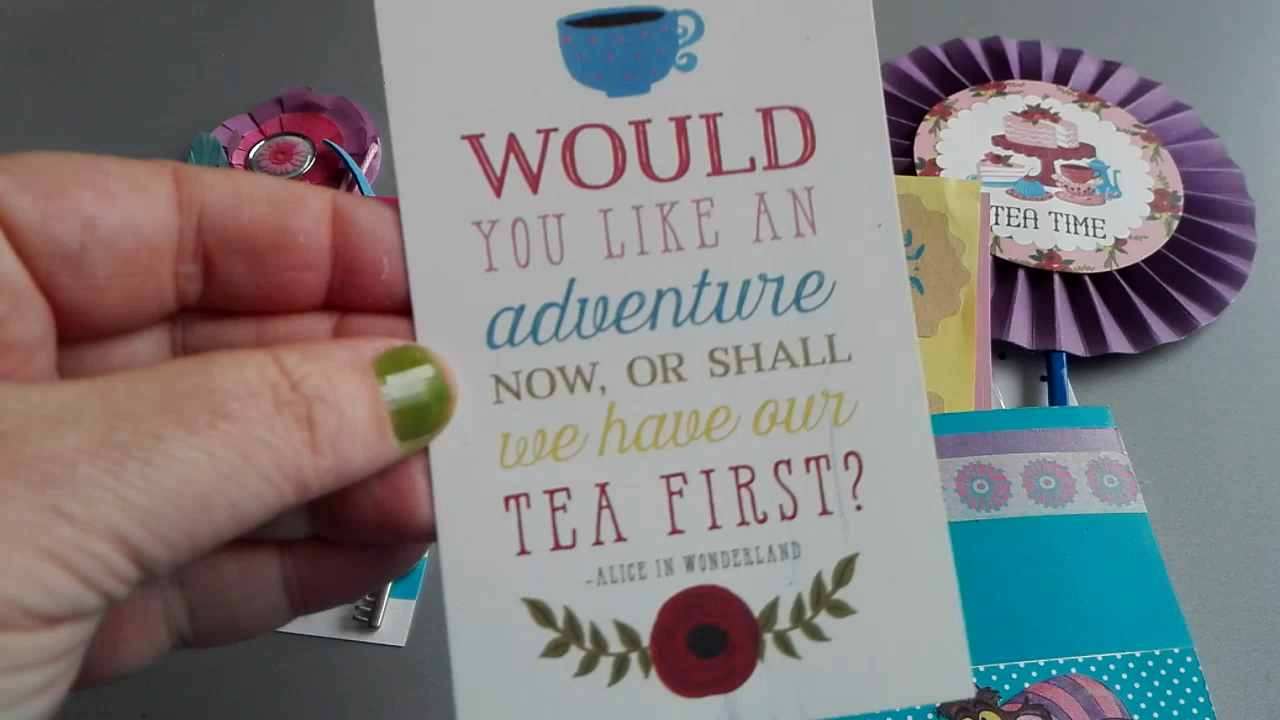 WOULD
YOU LIKE AN
adventure
NOW, OR SHALL
we have our
TEA FIRST?
-ALICE IN WONDERLAND
TEA TIME